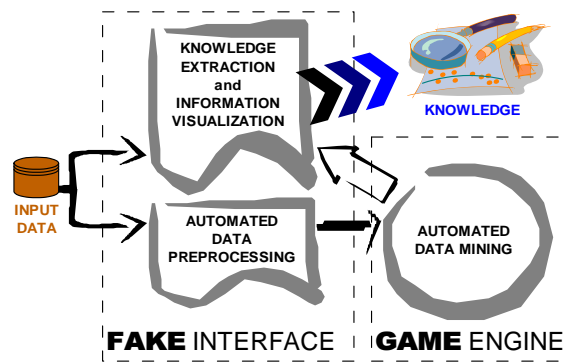 KNOWLEDGE
EXTRACTION
and
INFORMATION
VISUALIZATION
KNOWLEDGE
INPUT
DATA
AUTOMATED
DATA
PREPROCESSING
AUTOMATED
DATA MINING
FAKE INTERFACE
GAME ENGINE